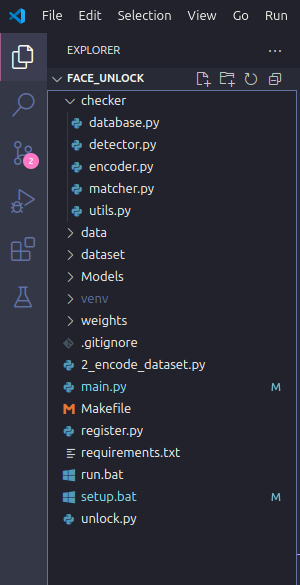 File Edit Selection View Go Run
EXPLORER
FACE_UNLOCK
checker
database.py
detector.py
encoder.py
matcher.py
2
utils.py
data
dataset
Models
venv
weights
.gitignore
2_encode_dataset.py
main.py M
Makefile
register.py
requirements.txt
run.bat
setup.bat M
unlock.py